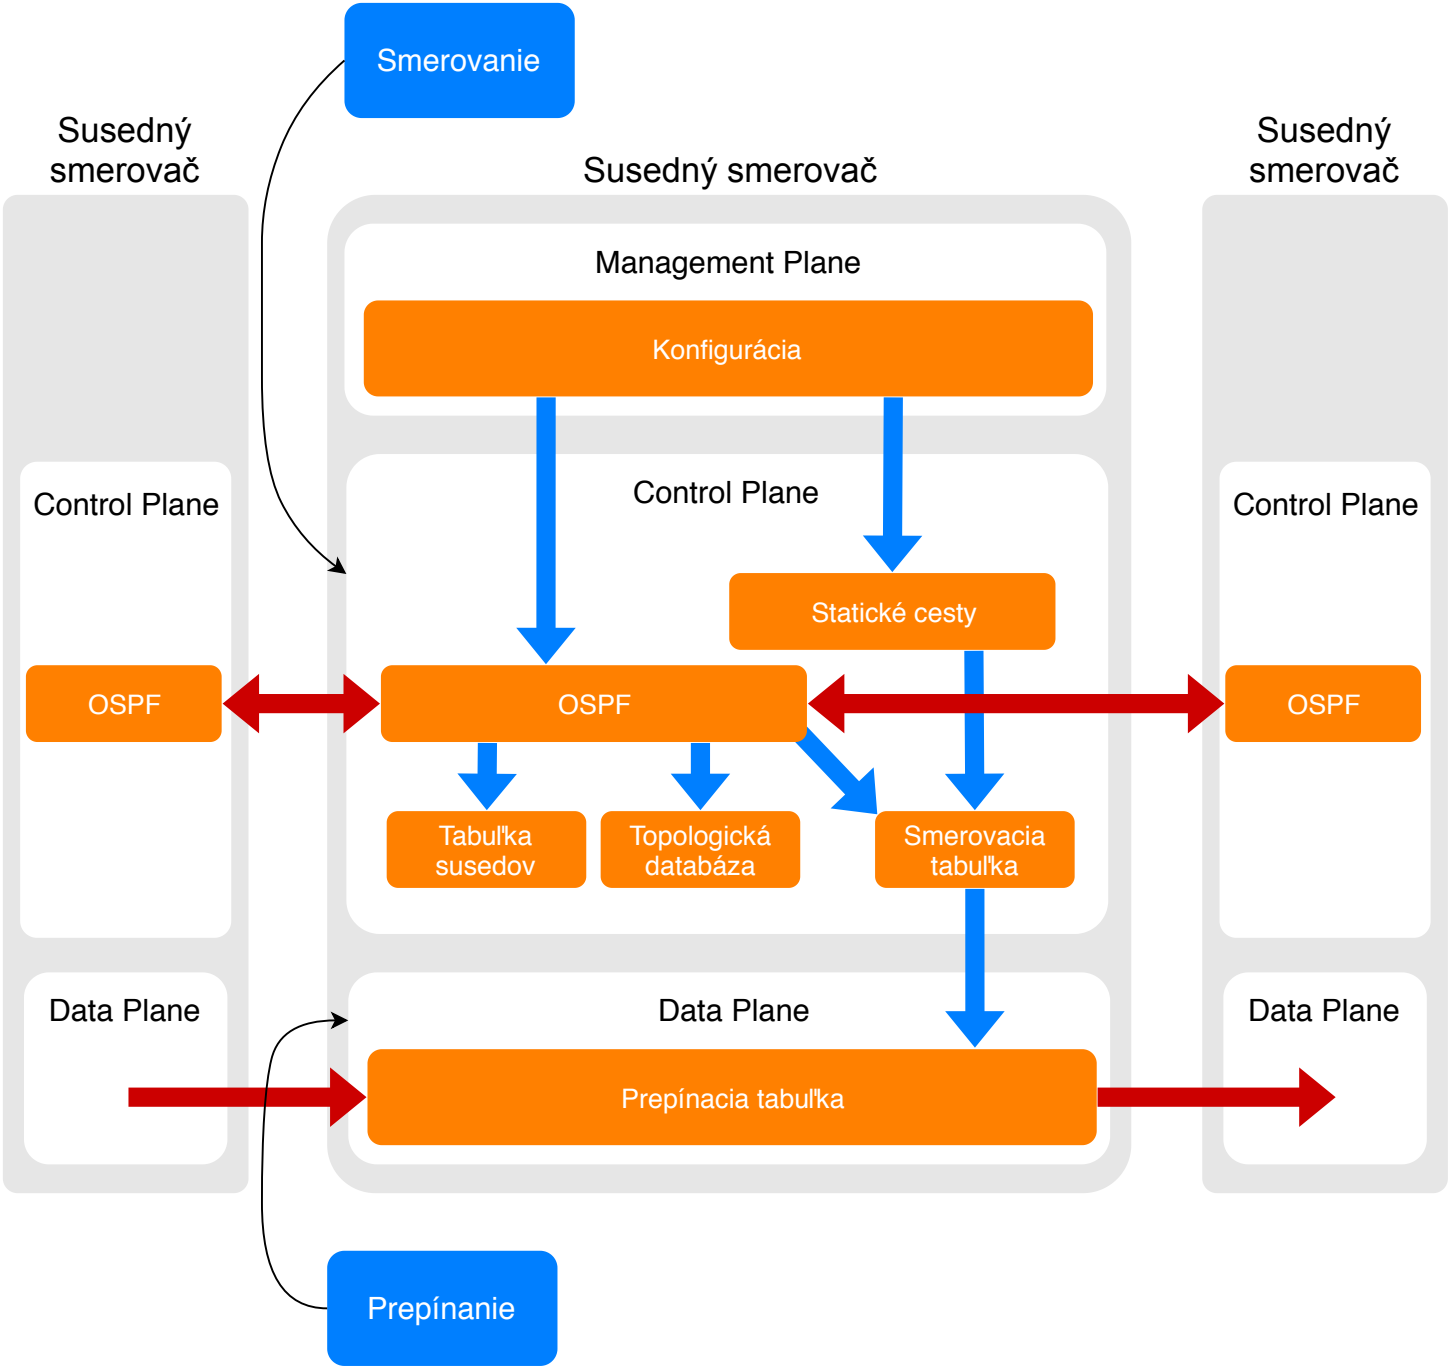 Smerovanie
Susedný
smerovač
Susedný smerovač
Susedný
smerovač
Management Plane
Konfigurácia
Control Plane
Control Plane
Control Plane
Statické cesty
OSPF
OSPF
OSPF
Tabuľka
susedov
Topologická
databáza
Smerovacia
tabuľka
Data Plane
Data Plane
Data Plane
Prepínacia tabuľka
Prepínanie